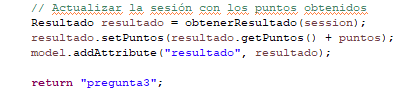 // Actualizar la sesión con los puntos obtenidos
Resultado resultado = obtenerResultado(session);
resultado.setPuntos(resultado.getPuntos() + puntos);
model.addAttribute("resultado", resultado);
return "pregunta3";